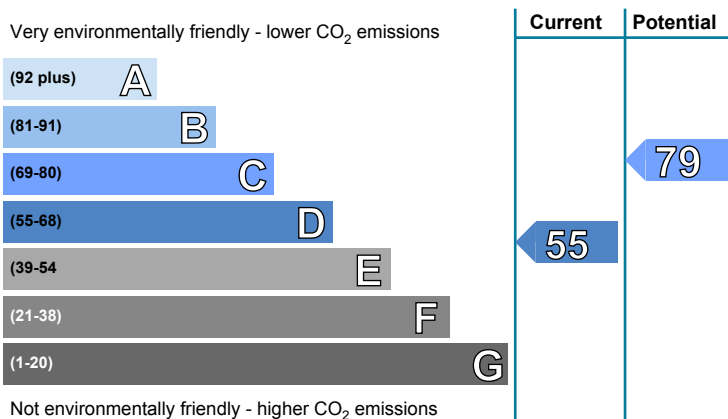 Current Potential
Very environmentally friendly - lower CO2 emissions
(92 plus) A
(81-91) B
(69-80) C
79
(55-68) D
55
(39-54 E
(21-38) F
(1-20) G
Not environmentally friendly - higher CO2 emissions